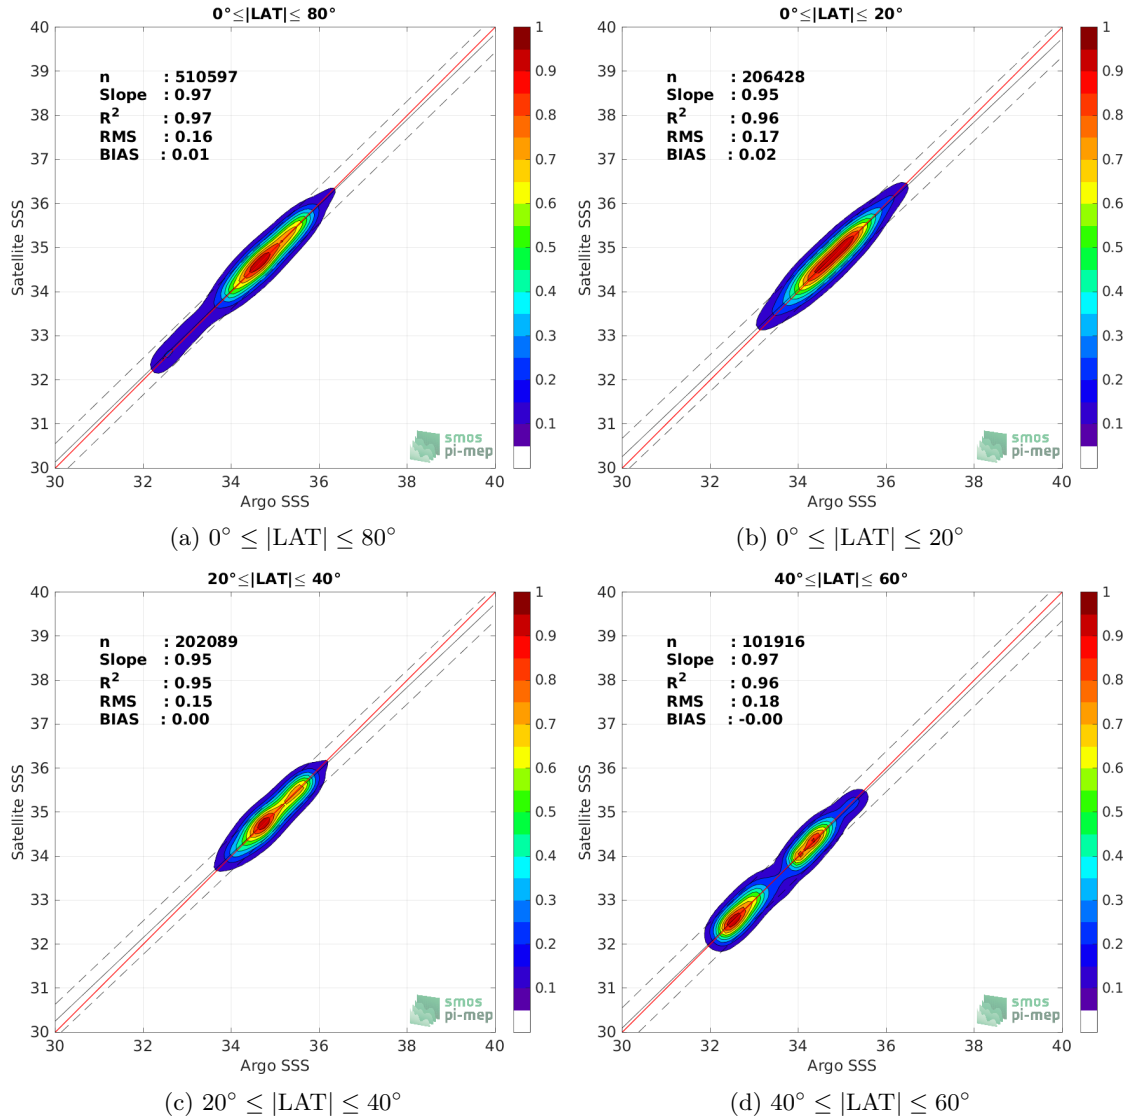 0°≤|LAT|≤ 80°
n : 510597
Slope : 0.97
R² : 0.97
RMS : 0.16
BIAS : 0.01
40
39
38
37
36
35
34
33
32
31
30
Satellite SSS
30 32 34 36 38 40
Argo SSS
1
0.9
0.8
0.7
0.6
0.5
0.4
0.3
0.2
0.1
smos
pi-mep
(a) 0° ≤ |LAT| ≤ 80°
0°≤|LAT|≤ 20°
n : 206428
Slope : 0.95
R² : 0.96
RMS : 0.17
BIAS : 0.02
40
39
38
37
36
35
34
33
32
31
30
Satellite SSS
30 32 34 36 38 40
Argo SSS
1
0.9
0.8
0.7
0.6
0.5
0.4
0.3
0.2
0.1
smos
pi-mep
(b) 0° ≤ |LAT| ≤ 20°
20°≤|LAT|≤ 40°
n : 202089
Slope : 0.95
R² : 0.95
RMS : 0.15
BIAS : 0.00
40
39
38
37
36
35
34
33
32
31
30
Satellite SSS
30 32 34 36 38 40
Argo SSS
1
0.9
0.8
0.7
0.6
0.5
0.4
0.3
0.2
0.1
smos
pi-mep
(c) 20° ≤ |LAT| ≤ 40°
40°≤|LAT|≤ 60°
n : 101916
Slope : 0.97
R² : 0.96
RMS : 0.18
BIAS : -0.00
40
39
38
37
36
35
34
33
32
31
30
Satellite SSS
30 32 34 36 38 40
Argo SSS
1
0.9
0.8
0.7
0.6
0.5
0.4
0.3
0.2
0.1
smos
pi-mep
(d) 40° ≤ |LAT| ≤ 60°